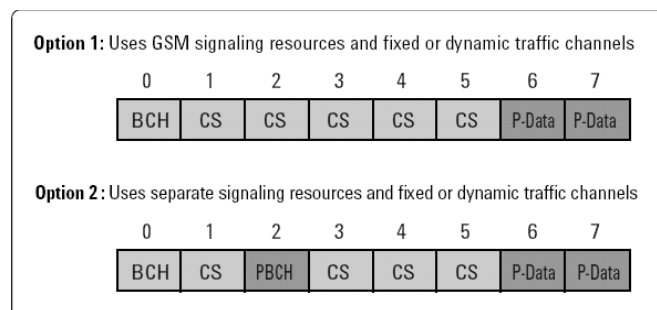 Option 1: Uses GSM signaling resources and fixed or dynamic traffic channels
0 1 2 3 4 5 6 7
BCH CS CS CS CS CS P-Data P-Data
Option 2: Uses separate signaling resources and fixed or dynamic traffic channels
0 1 2 3 4 5 6 7
BCH CS PBCH CS CS CS P-Data P-Data